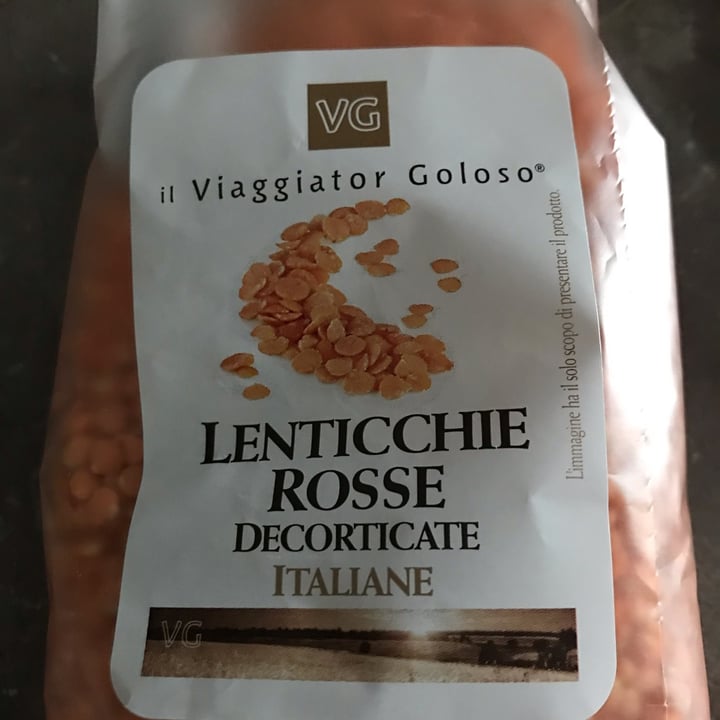 VG
il Viaggiator Goloso®
L'immagine ha il solo scopo di presentare il prodotto.
LENTICCHIE
ROSSE
DECORTICATE
ITALIANE
VG